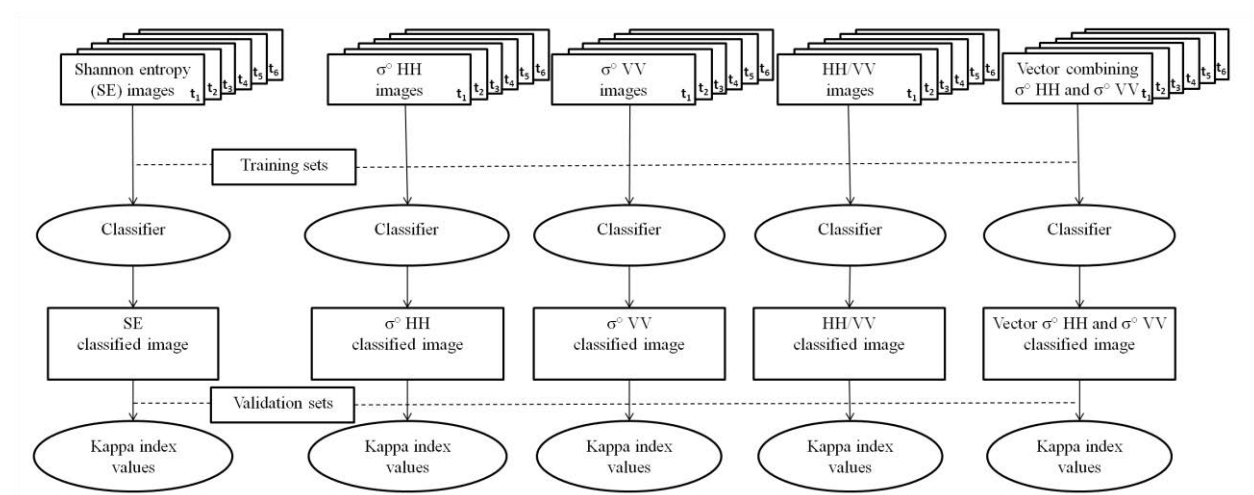 Shannon entropy
(SE) images
t1 t2 t3 t4 t5 t6
σ° HH
images
t1 t2 t3 t4 t5 t6
σ° VV
images
t1 t2 t3 t4 t5 t6
HH/VV
images
t1 t2 t3 t4 t5 t6
Vector combining
σ° HH and σ° VV
t1 t2 t3 t4 t5 t6
Training sets
Classifier
Classifier
Classifier
Classifier
Classifier
SE
classified image
σ° HH
classified image
σ° VV
classified image
HH/VV
classified image
Vector σ° HH and σ° VV
classified image
Validation sets
Kappa index
values
Kappa index
values
Kappa index
values
Kappa index
values
Kappa index
values